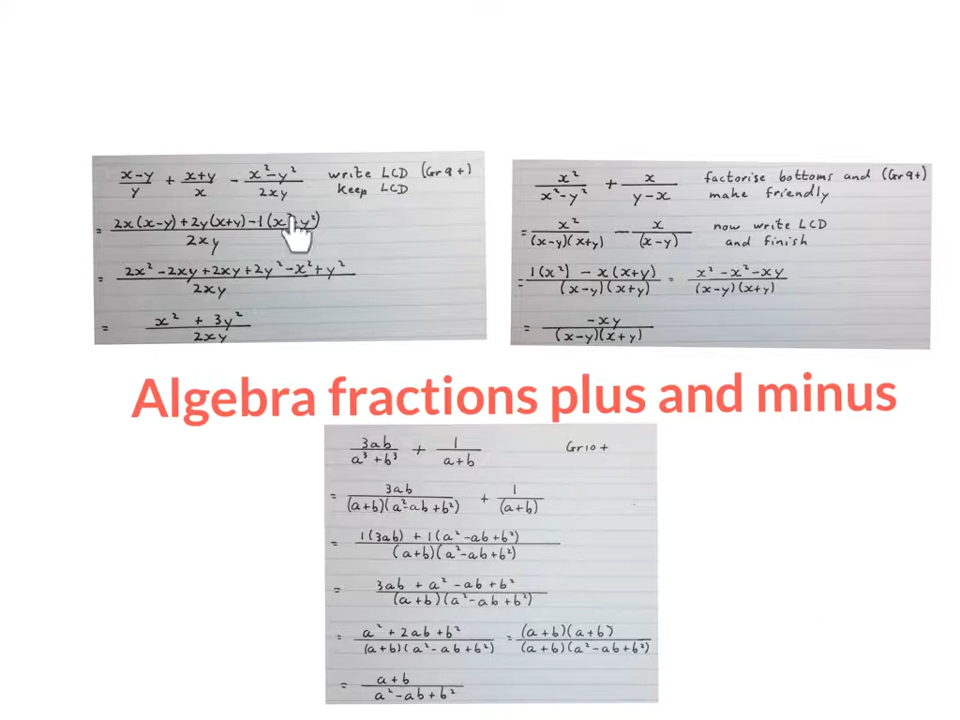 x-y/y + x+y/x - x²-y²/2xy write LCD (Gr 9+)
keep LCD
= 2x(x-y)+2y(x+y)-1(x²-y²)/2xy
= 2x²-2xy+2xy+2y²-x²+y²/2xy
= x² + 3y²/2xy
x²/x²-y² + x/y-x factorise bottoms and (Gr9+)
make friendly
= x²/(x-y)(x+y) - x/(x-y) now write LCD
and finish
= 1(x²) - x(x+y)/(x-y)(x+y) = x²-x²-xy/(x-y)(x+y)
= -xy/(x-y)(x+y)
Algebra fractions plus and minus
3ab/a³+b³ + 1/a+b Gr10+
= 3ab/(a+b)(a²-ab+b²) + 1/(a+b)
= 1(3ab) + 1(a²-ab+b²)/(a+b)(a²-ab+b²)
= 3ab + a² - ab + b²/(a+b)(a²-ab+b²)
= a²+2ab+b²/(a+b)(a²-ab+b²) = (a+b)(a+b)/(a+b)(a²-ab+b²)
= a+b/a²-ab+b²